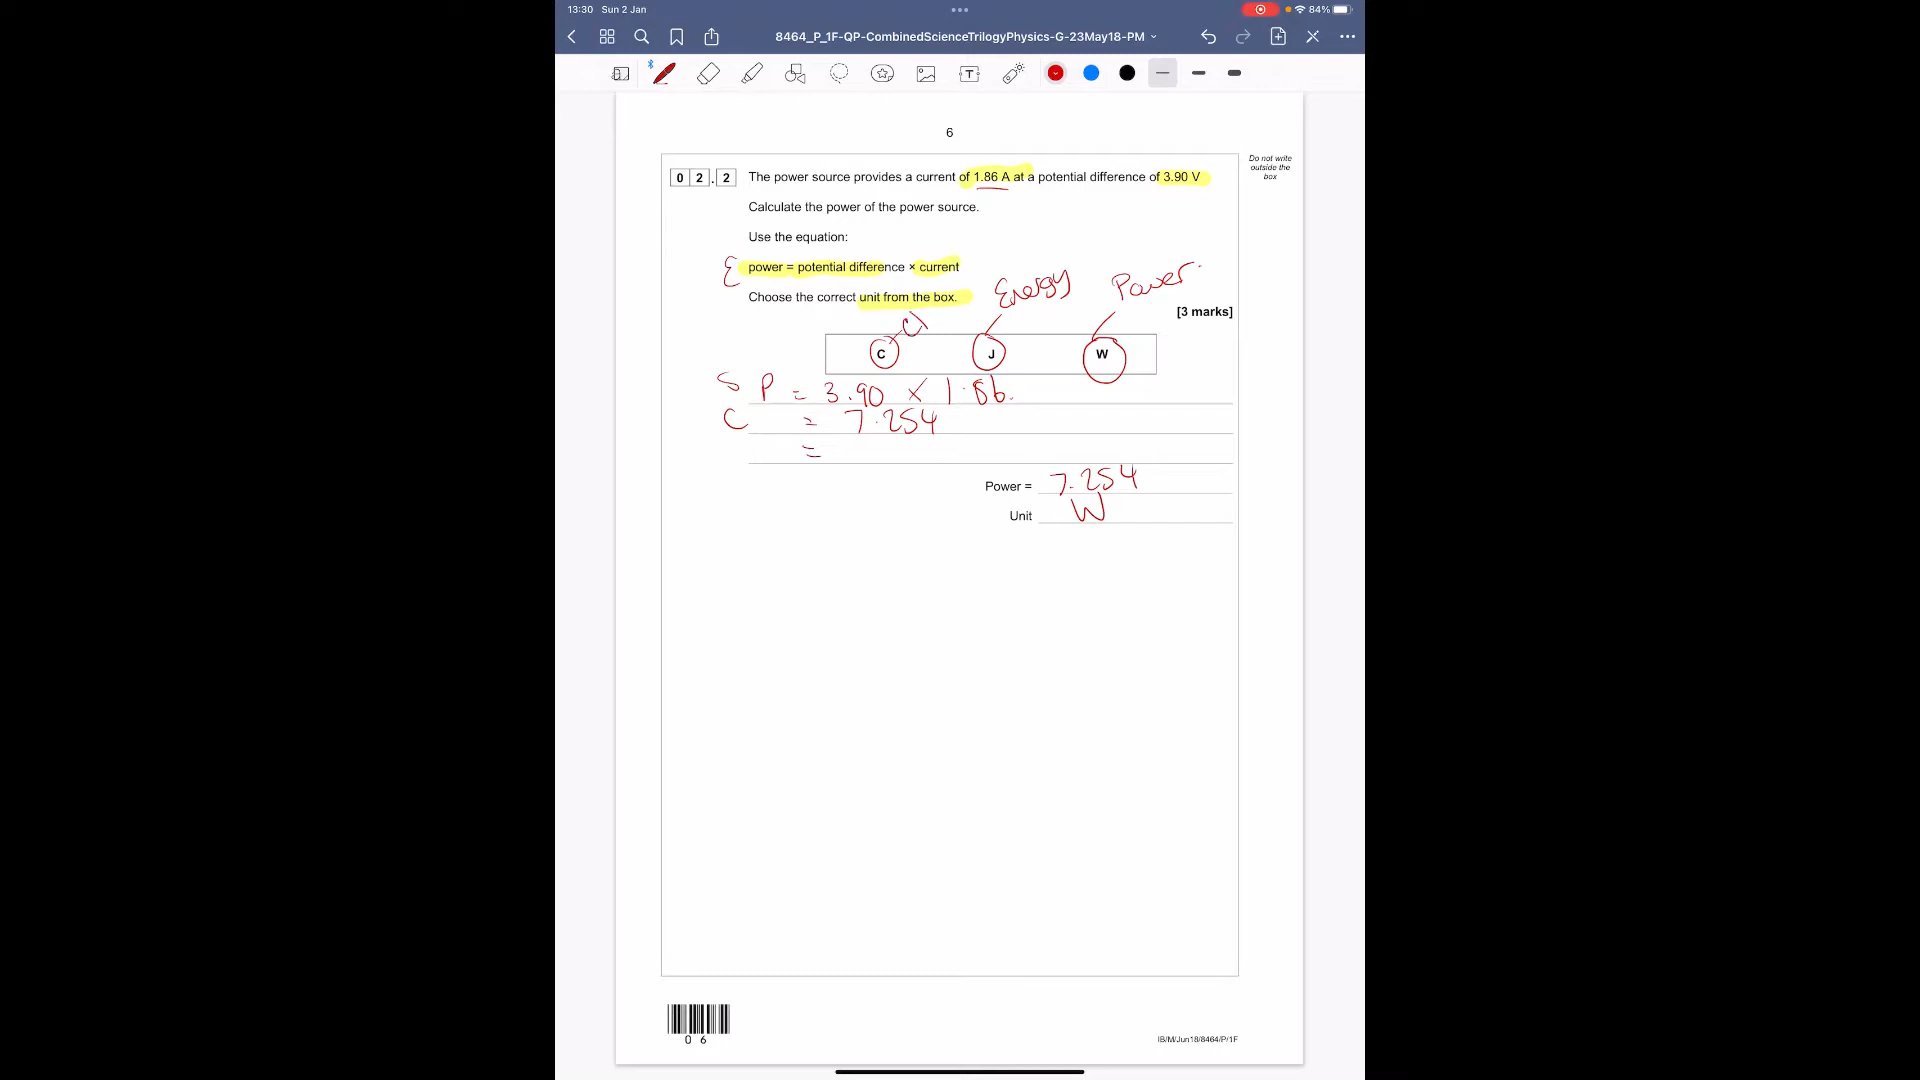 13:30 Sun 2 Jan
84%
8464_P_1F-QP-CombinedScienceTrilogyPhysics-G-23May18-PM
T
6
Do not write
outside the
box
0 2 . 2 The power source provides a current of 1.86 A at a potential difference of 3.90 V
Calculate the power of the power source.
Use the equation:
E power = potential difference × current
Choose the correct unit from the box.
Energy Power.
[3 marks]
C J W
S P = 3.90 × 1.86.
C = 7.254
=
Power = 7.254
Unit W
0 6
IB/M/Jun18/8464/P/1F